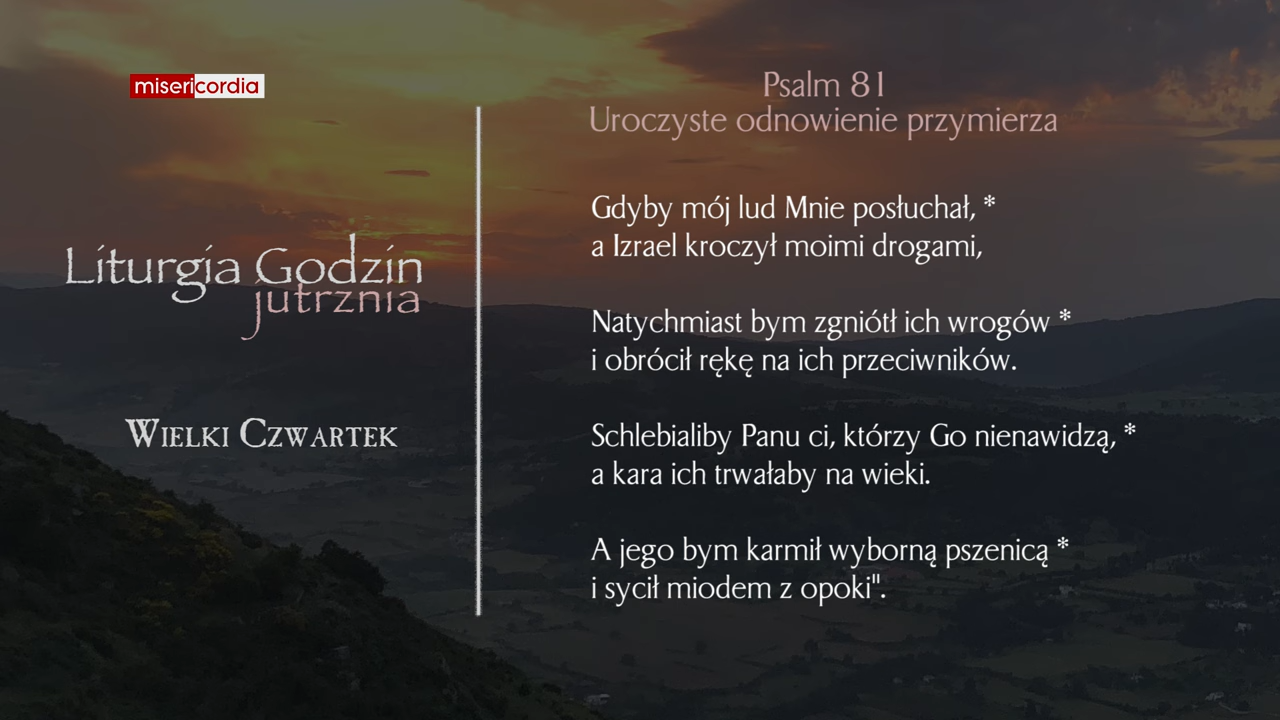 misericordia
Liturgia Godzin
jutrznia
Wielki Czwartek
Psalm 81
Uroczyste odnowienie przymierza
Gdyby mój lud Mnie posłuchał, *
a Izrael kroczył moimi drogami,
Natychmiast bym zgniótł ich wrogów *
i obrócił rękę na ich przeciwników.
Schlebialiby Panu ci, którzy Go nienawidzą, *
a kara ich trwałaby na wieki.
A jego bym karmił wyborną pszenicą *
i sycił miodem z opoki".